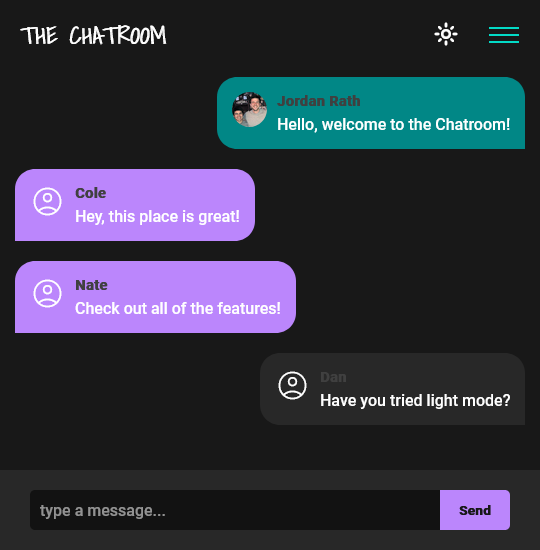 THE CHATROOM
Jordan Rath
Hello, welcome to the Chatroom!
Cole
Hey, this place is great!
Nate
Check out all of the features!
Dan
Have you tried light mode?
type a message...
Send